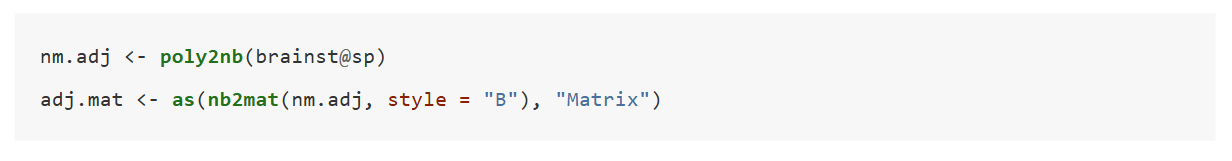 nm.adj <- poly2nb(brainst@sp)
adj.mat <- as(nb2mat(nm.adj, style = "B"), "Matrix")